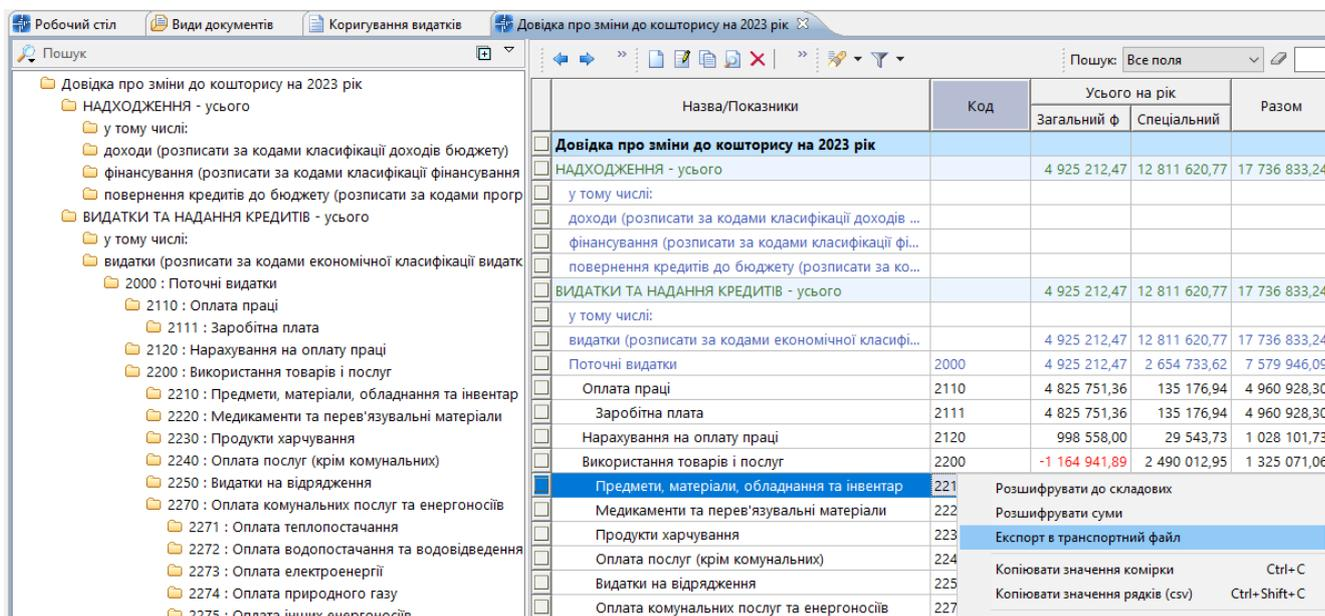 Робочий стіл Види документів Коригування видатків Довідка про зміни до кошторису на 2023 рік
Пошук
Пошук: Все поля
Довідка про зміни до кошторису на 2023 рік
НАДХОДЖЕННЯ - усього
у тому числі:
доходи (розписати за кодами класифікації доходів бюджету)
фінансування (розписати за кодами класифікації фінансування
повернення кредитів до бюджету (розписати за кодами прогр
ВИДАТКИ ТА НАДАННЯ КРЕДИТІВ - усього
у тому числі:
видатки (розписати за кодами економічної класифікації видатк
2000 : Поточні видатки
2110 : Оплата праці
2111 : Заробітна плата
2120 : Нарахування на оплату праці
2200 : Використання товарів і послуг
2210 : Предмети, матеріали, обладнання та інвентар
2220 : Медикаменти та перев'язувальні матеріали
2230 : Продукти харчування
2240 : Оплата послуг (крім комунальних)
2250 : Видатки на відрядження
2270 : Оплата комунальних послуг та енергоносіїв
2271 : Оплата теплопостачання
2272 : Оплата водопостачання та водовідведення
2273 : Оплата електроенергії
2274 : Оплата природного газу
2275 : Оплата інших енергоносіїв
Назва/Показники Код Усього на рік Разом
Загальний ф Спеціальний
Довідка про зміни до кошторису на 2023 рік
НАДХОДЖЕННЯ - усього 4 925 212,47 12 811 620,77 17 736 833,24
у тому числі:
доходи (розписати за кодами класифікації доходів ...
фінансування (розписати за кодами класифікації фі...
повернення кредитів до бюджету (розписати за ко...
ВИДАТКИ ТА НАДАННЯ КРЕДИТІВ - усього 4 925 212,47 12 811 620,77 17 736 833,24
у тому числі:
видатки (розписати за кодами економічної класифі... 4 925 212,47 12 811 620,77 17 736 833,24
Поточні видатки 2000 4 925 212,47 2 654 733,62 7 579 946,09
Оплата праці 2110 4 825 751,36 135 176,94 4 960 928,30
Заробітна плата 2111 4 825 751,36 135 176,94 4 960 928,30
Нарахування на оплату праці 2120 998 558,00 29 543,73 1 028 101,73
Використання товарів і послуг 2200 -1 164 941,89 2 490 012,95 1 325 071,06
Предмети, матеріали, обладнання та інвентар 221
Медикаменти та перев'язувальні матеріали 222
Продукти харчування 223
Оплата послуг (крім комунальних) 224
Видатки на відрядження 225
Оплата комунальних послуг та енергоносіїв 227
Розшифрувати до складових
Розшифрувати суми
Експорт в транспортний файл
Копіювати значення комірки Ctrl+C
Копіювати значення рядків (csv) Ctrl+Shift+C